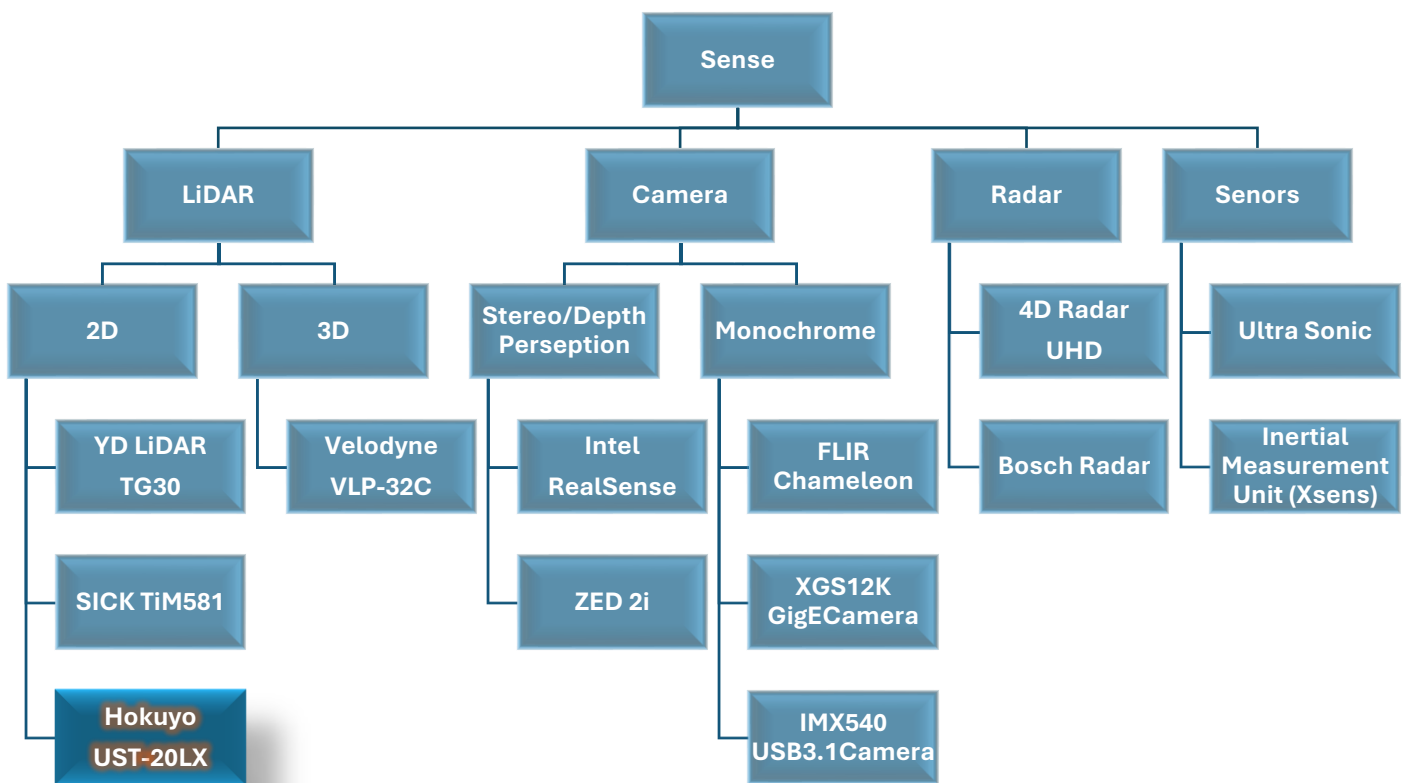 Sense
LiDAR
Camera
Radar
Senors
2D
3D
Stereo/Depth
Perseption
Monochrome
4D Radar
UHD
Ultra Sonic
YD LiDAR
TG30
Velodyne
VLP-32C
Intel
RealSense
FLIR
Chameleon
Bosch Radar
Inertial
Measurement
Unit (Xsens)
SICK TiM581
ZED 2i
XGS12K
GigECamera
Hokuyo
UST-20LX
IMX540
USB3.1Camera